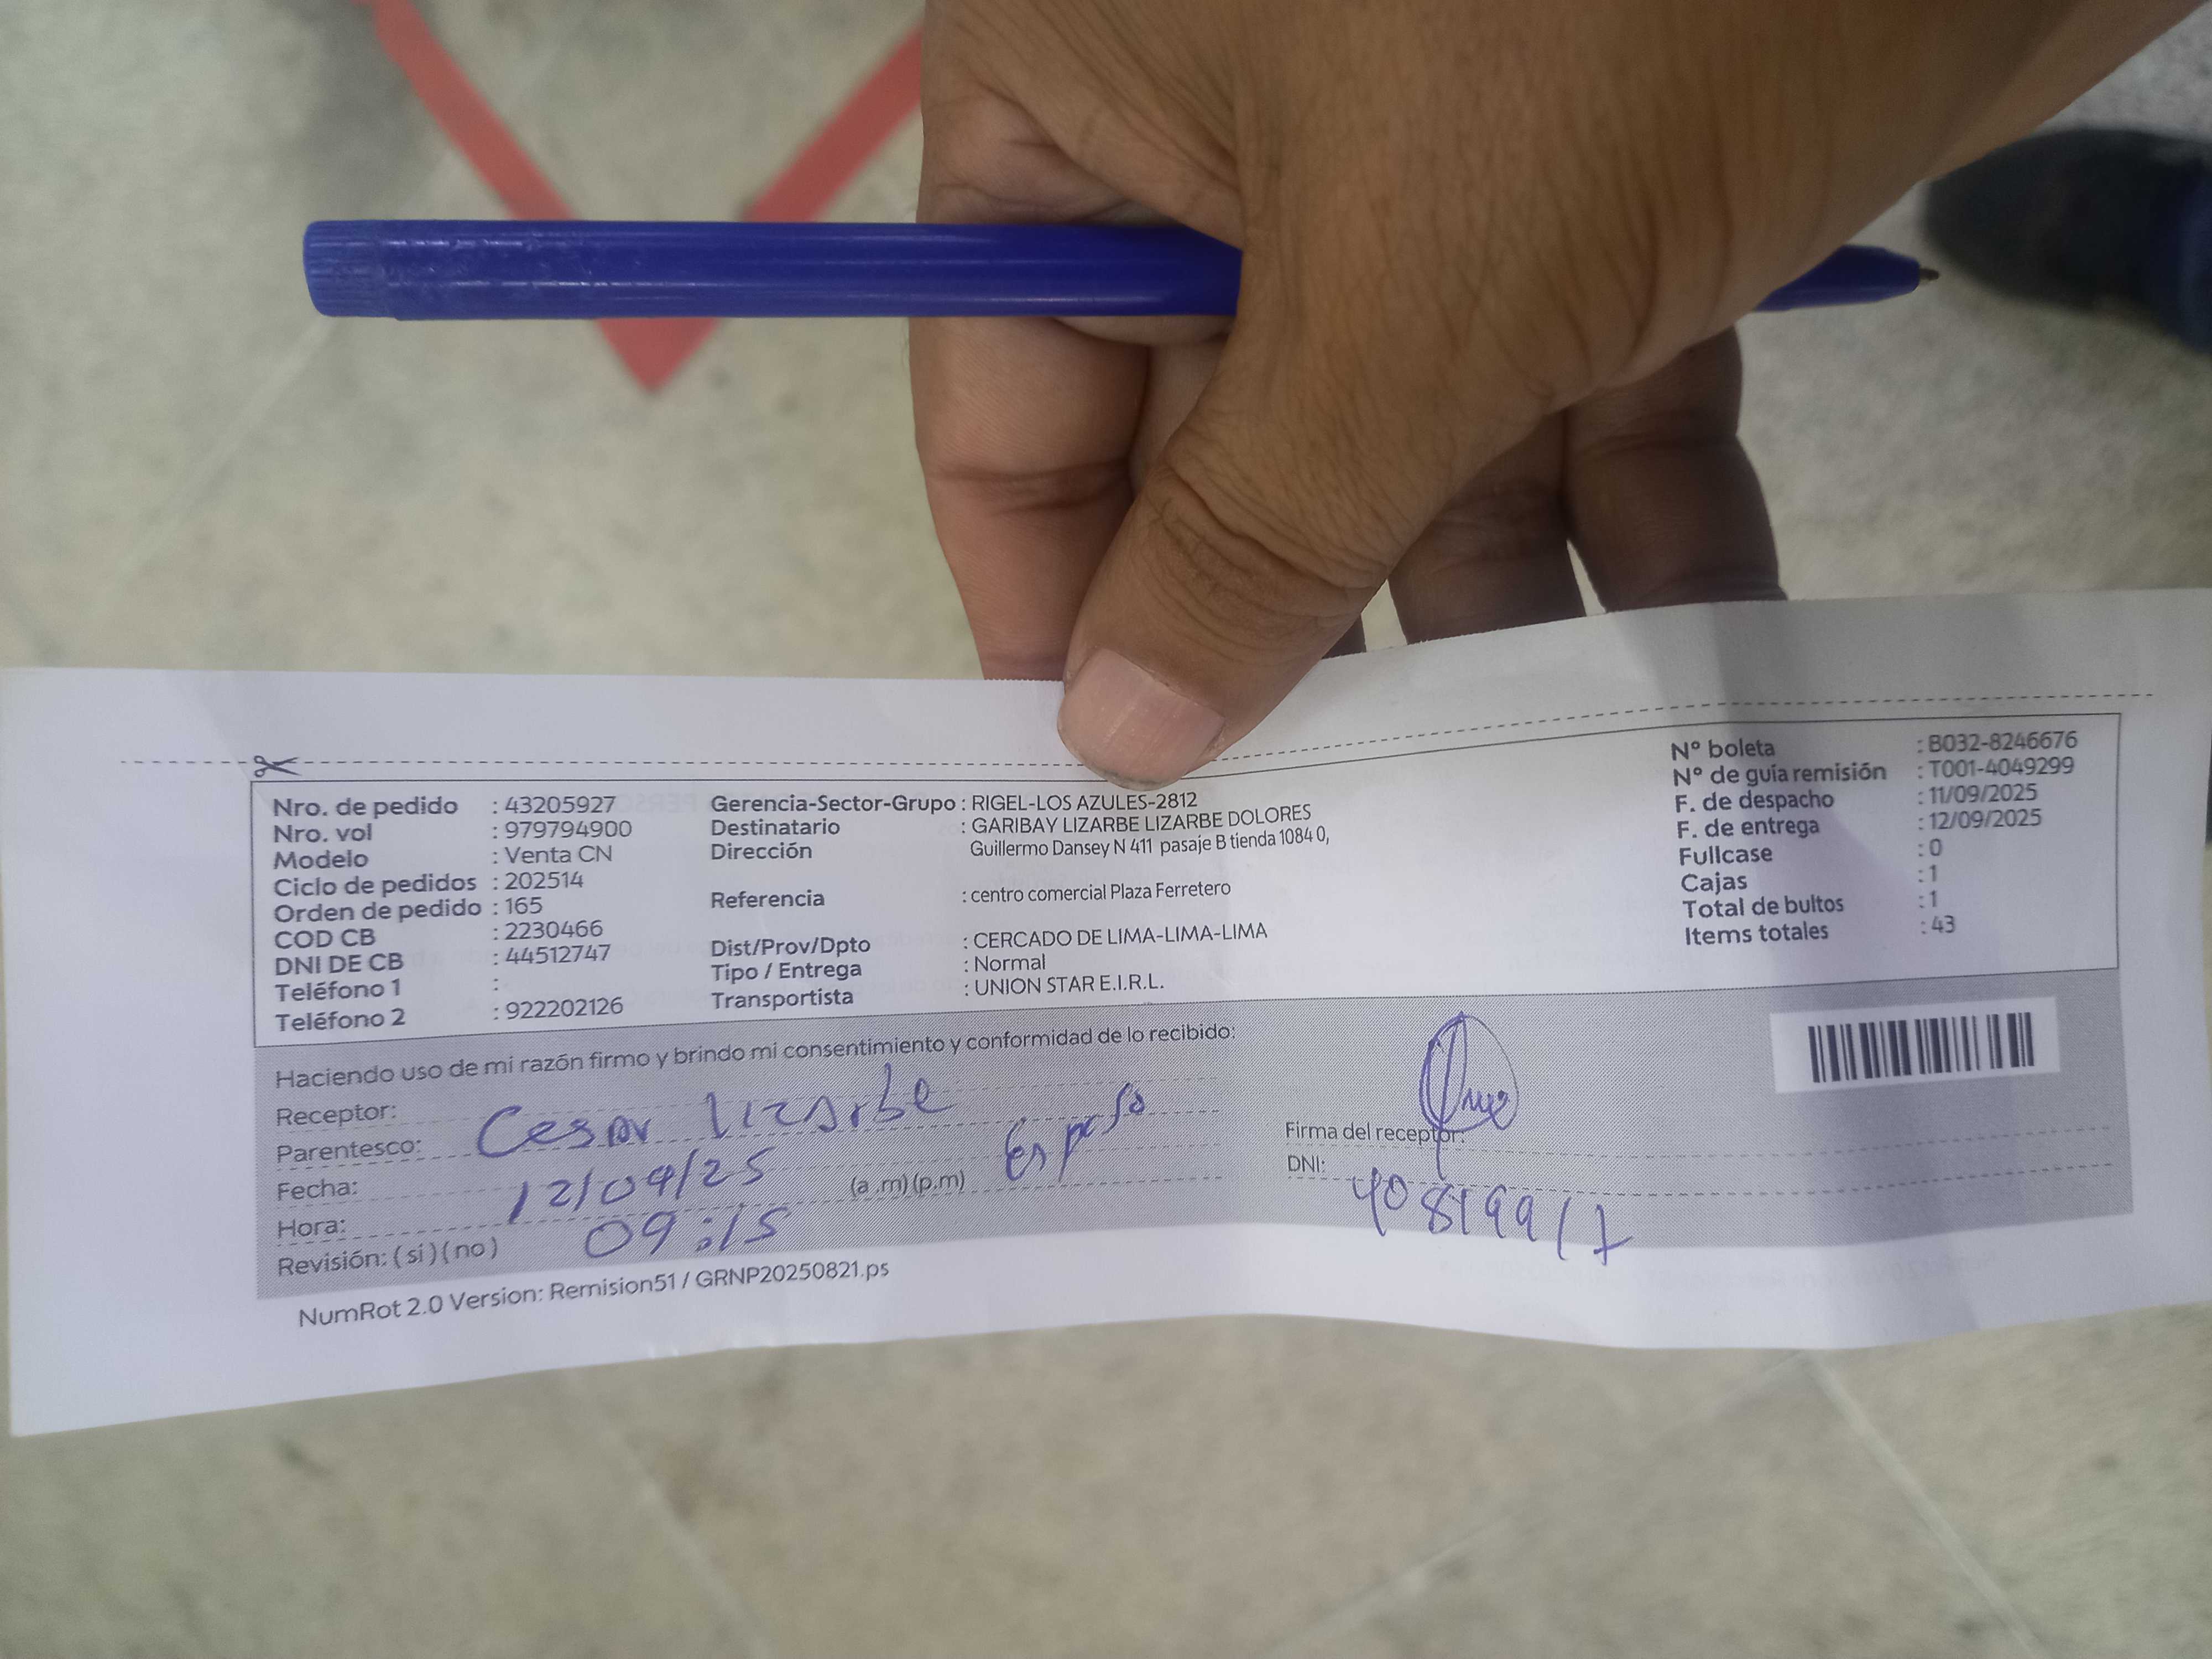 Nro. de pedido : 43205927
Nro. vol : 979794900
Modelo : Venta CN
Ciclo de pedidos : 202514
Orden de pedido : 165
COD CB : 2230466
DNI DE CB : 44512747
Teléfono 1 :
Teléfono 2 : 922202126
Gerencia-Sector-Grupo : RIGEL-LOS AZULES-2812
Destinatario : GARIBAY LIZARBE LIZARBE DOLORES
Dirección Guillermo Dansey N 411 pasaje B tienda 1084 0,
Referencia : centro comercial Plaza Ferretero
Dist/Prov/Dpto : CERCADO DE LIMA-LIMA-LIMA
Tipo / Entrega : Normal
Transportista : UNION STAR E.I.R.L.
N° boleta : B032-8246676
N° de guía remisión : T001-4049299
F. de despacho : 11/09/2025
F. de entrega : 12/09/2025
Fullcase : 0
Cajas : 1
Total de bultos : 1
Items totales : 43
Haciendo uso de mi razón firmo y brindo mi consentimiento y conformidad de lo recibido:
Receptor: Cesar Lizarbe
Parentesco: Esposo
Fecha: 12/09/25
Hora: 09:15 (a.m) (p.m)
Revisión: (si) (no)
Firma del receptor:
DNI:
NumRot 2.0 Version: Remision51 / GRNP20250821.ps